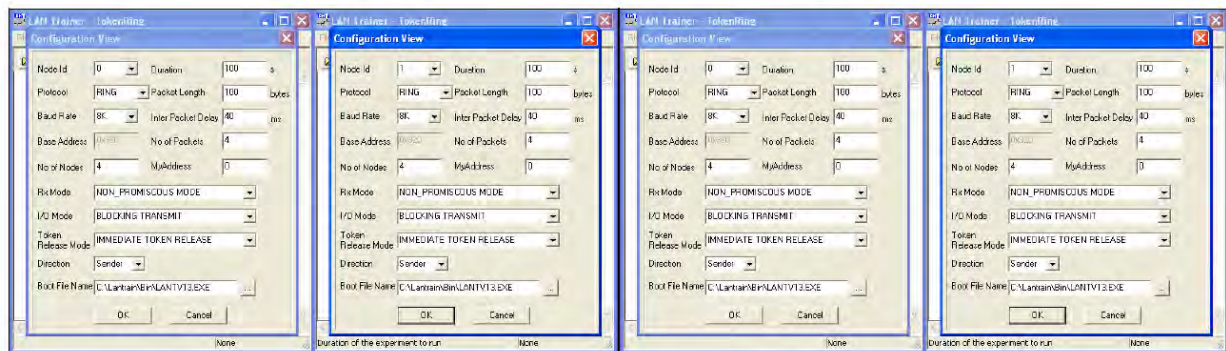 LAN Trainer - TokenRing
Configuration View
Node Id 0 Duration 100 s
Protocol RING Packet Length 100 bytes
Baud Rate 8K Inter Packet Delay 40 ms
Base Address No of Packets 4
No of Nodes 4 MyAddress 0
Rx Mode NON_PROMISCOUS MODE
I/O Mode BLOCKING TRANSMIT
Token
Release Mode IMMEDIATE TOKEN RELEASE
Direction Sender
Boot File Name C:\Lantrain\Bin\LANTV13.EXE ...
OK Cancel
None
LAN Trainer - TokenRing
Configuration View
Node Id 1 Duration 100 s
Protocol RING Packet Length 100 bytes
Baud Rate 8K Inter Packet Delay 40 ms
Base Address No of Packets 4
No of Nodes 4 MyAddress 0
Rx Mode NON_PROMISCOUS MODE
I/O Mode BLOCKING TRANSMIT
Token
Release Mode IMMEDIATE TOKEN RELEASE
Direction Sender
Boot File Name C:\Lantrain\Bin\LANTV13.EXE ...
OK Cancel
Duration of the experiment to run None
LAN Trainer - TokenRing
Configuration View
Node Id 0 Duration 100 s
Protocol RING Packet Length 100 bytes
Baud Rate 8K Inter Packet Delay 40 ms
Base Address No of Packets 4
No of Nodes 4 MyAddress 0
Rx Mode NON_PROMISCOUS MODE
I/O Mode BLOCKING TRANSMIT
Token
Release Mode IMMEDIATE TOKEN RELEASE
Direction Sender
Boot File Name C:\Lantrain\Bin\LANTV13.EXE ...
OK Cancel
None
LAN Trainer - TokenRing
Configuration View
Node Id 1 Duration 100 s
Protocol RING Packet Length 100 bytes
Baud Rate 8K Inter Packet Delay 40 ms
Base Address No of Packets 4
No of Nodes 4 MyAddress 0
Rx Mode NON_PROMISCOUS MODE
I/O Mode BLOCKING TRANSMIT
Token
Release Mode IMMEDIATE TOKEN RELEASE
Direction Sender
Boot File Name C:\Lantrain\Bin\LANTV13.EXE ...
OK Cancel
Duration of the experiment to run None